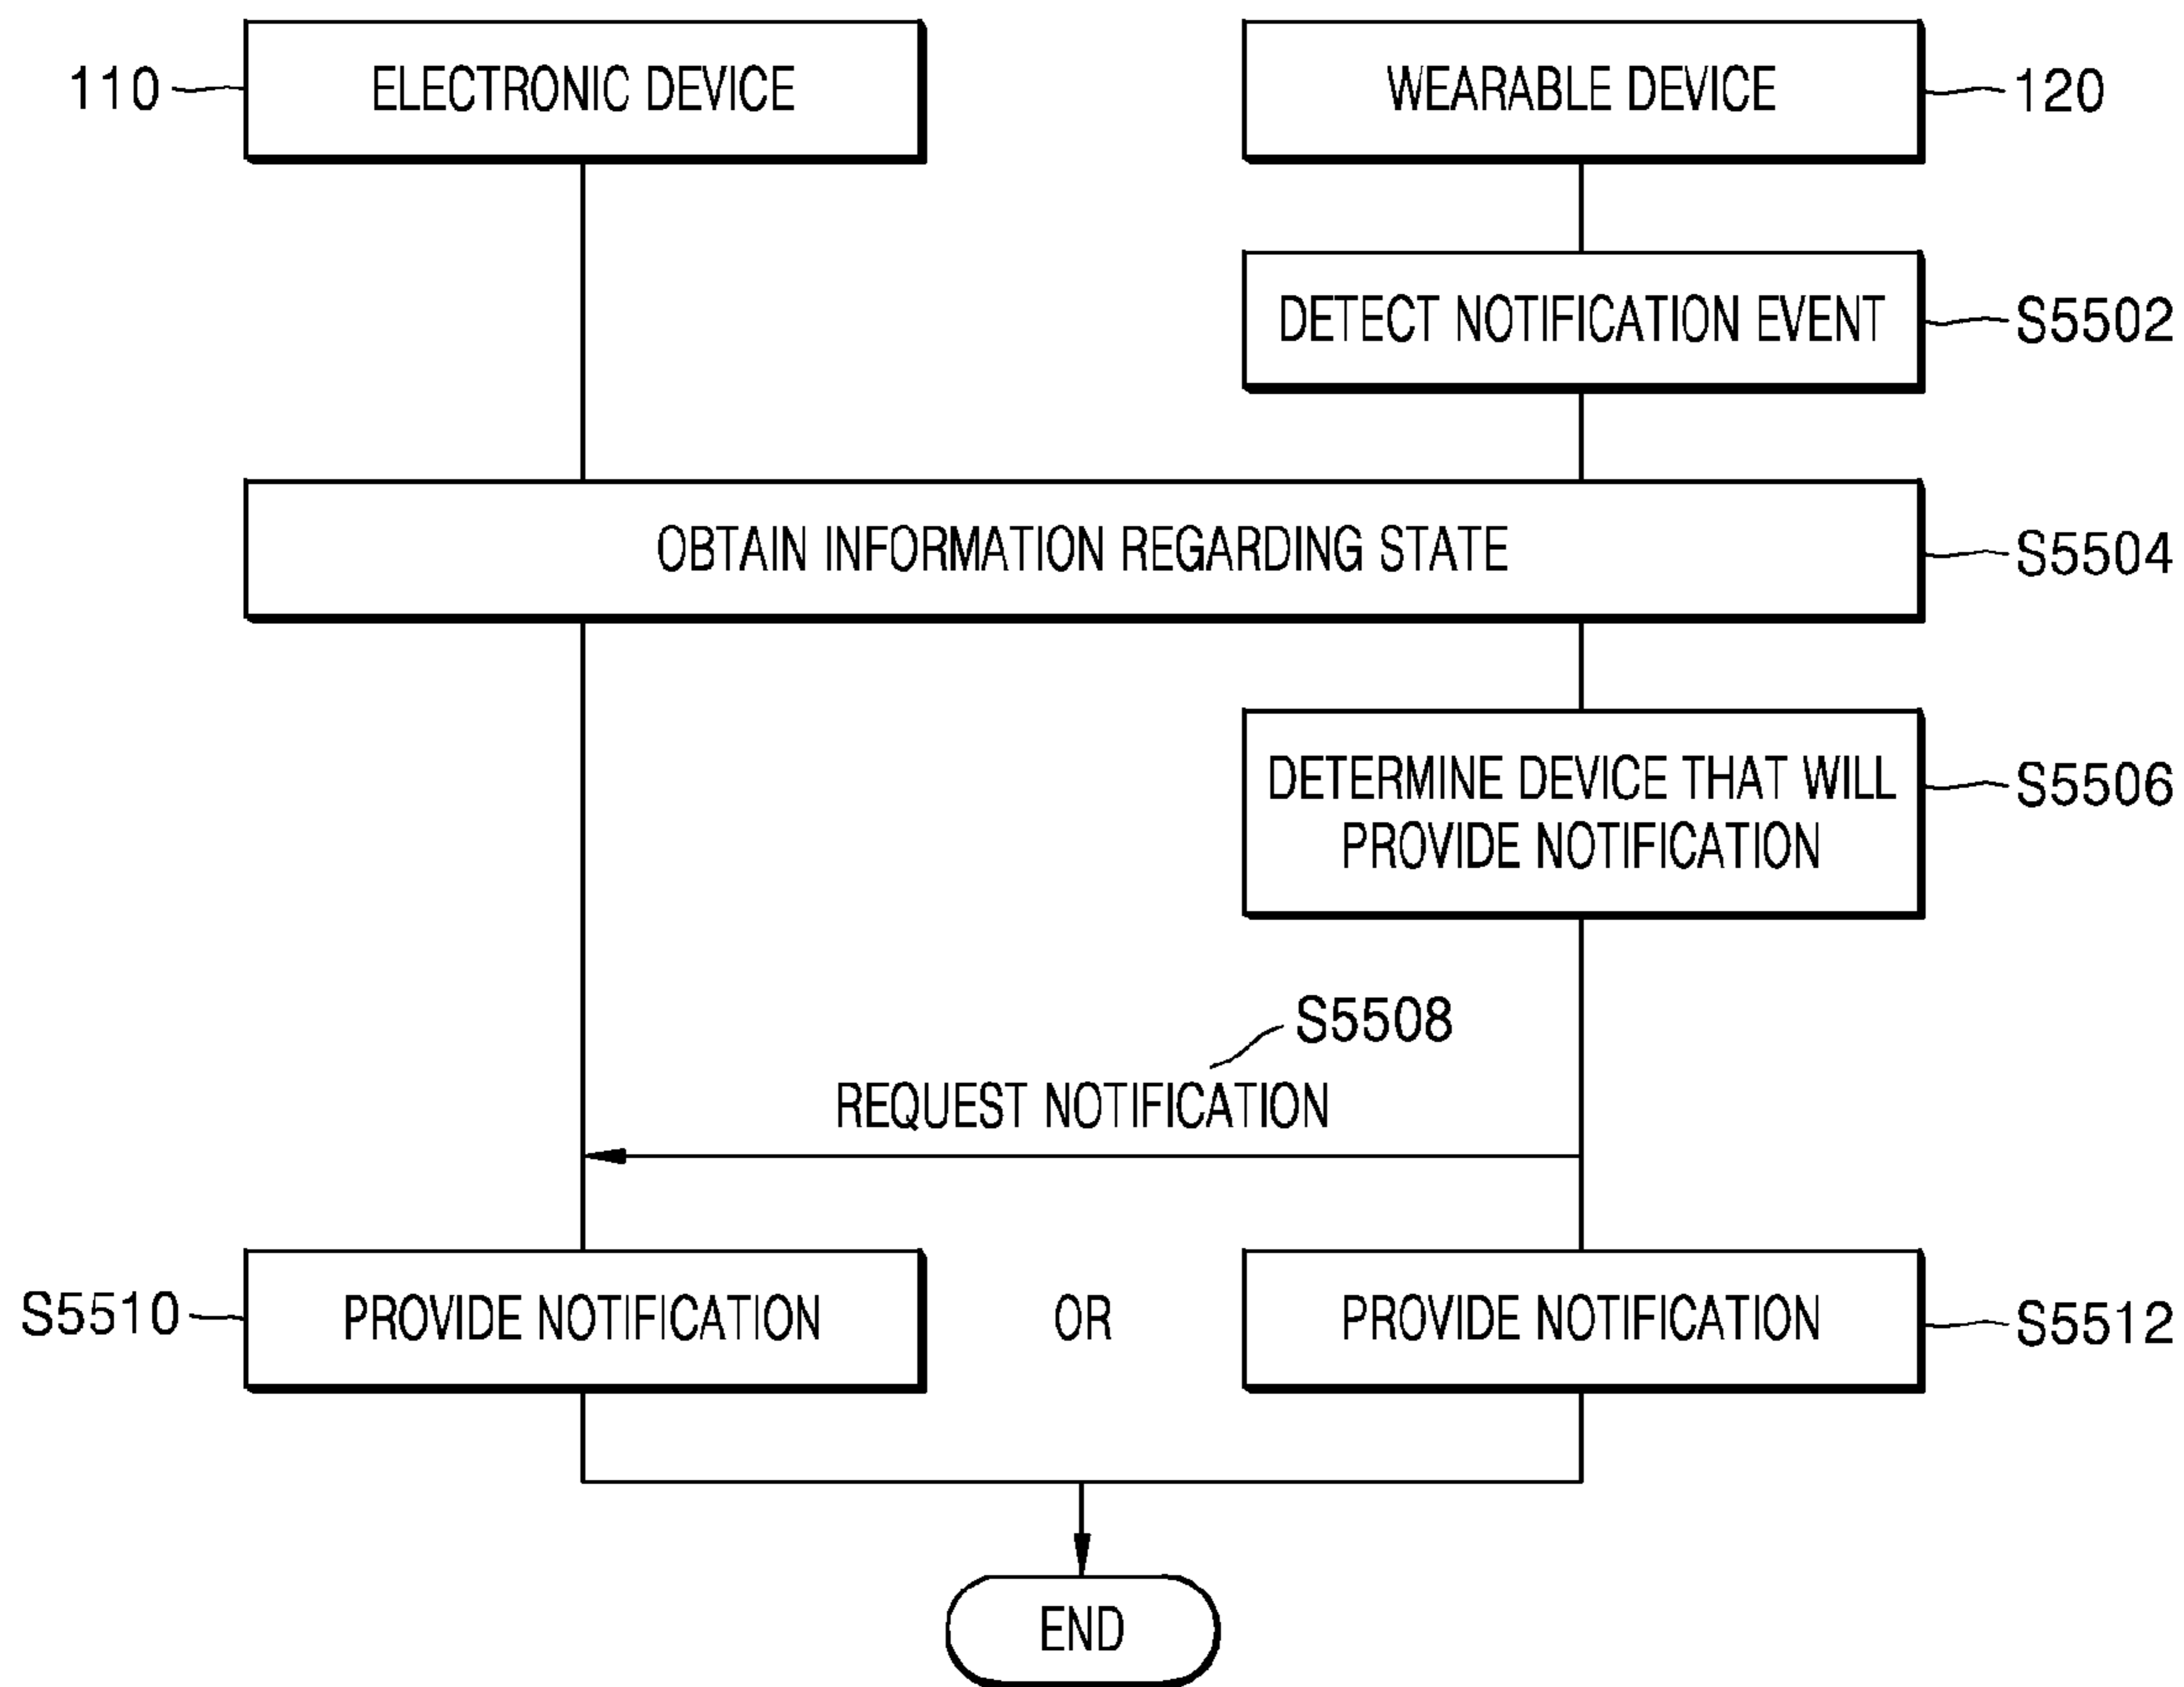 110
ELECTRONIC DEVICE
WEARABLE DEVICE
120
DETECT NOTIFICATION EVENT
S5502
OBTAIN INFORMATION REGARDING STATE
S5504
DETERMINE DEVICE THAT WILL
PROVIDE NOTIFICATION
S5506
S5508
REQUEST NOTIFICATION
S5510
PROVIDE NOTIFICATION
OR
PROVIDE NOTIFICATION
S5512
END